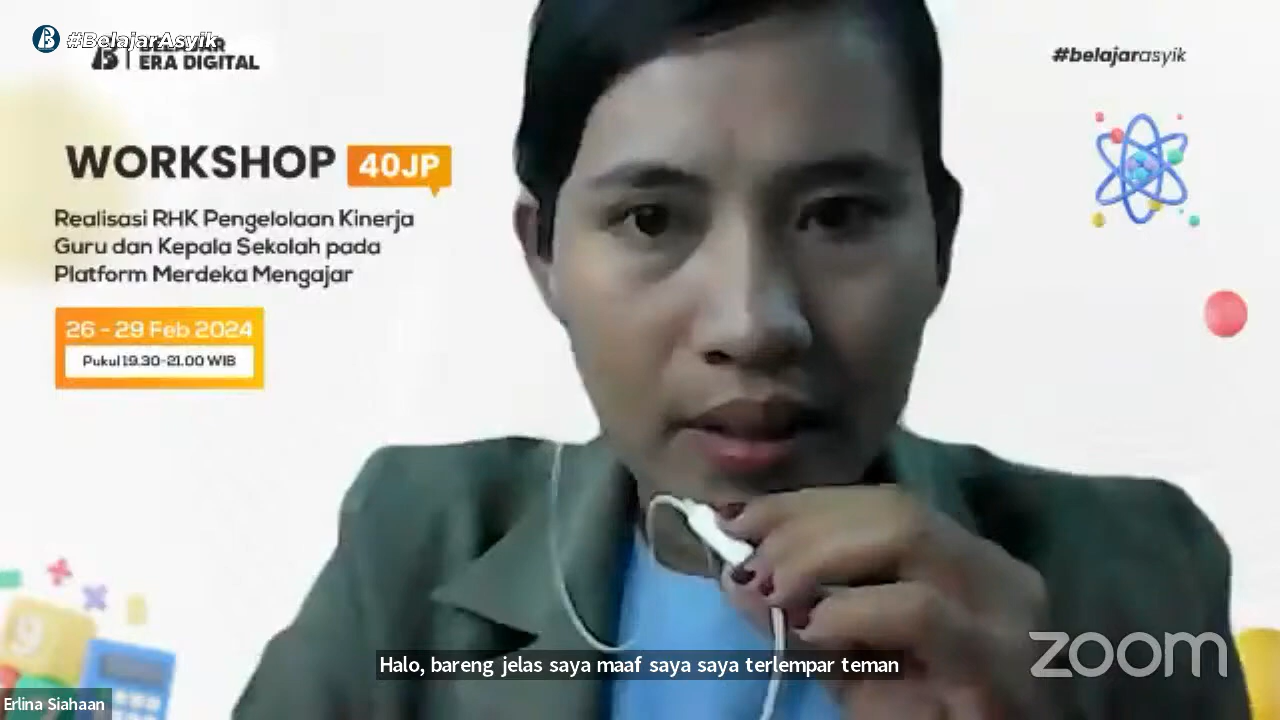 #BelajarAsyik
BELAJAR
ERA DIGITAL
#belajarasyik
WORKSHOP 40JP
Realisasi RHK Pengelolaan Kinerja
Guru dan Kepala Sekolah pada
Platform Merdeka Mengajar
26 - 29 Feb 2024
Pukul 19.30-21.00 WIB
9
Halo, bareng jelas saya maaf saya saya terlempar teman
zoom
Erlina Siahaan